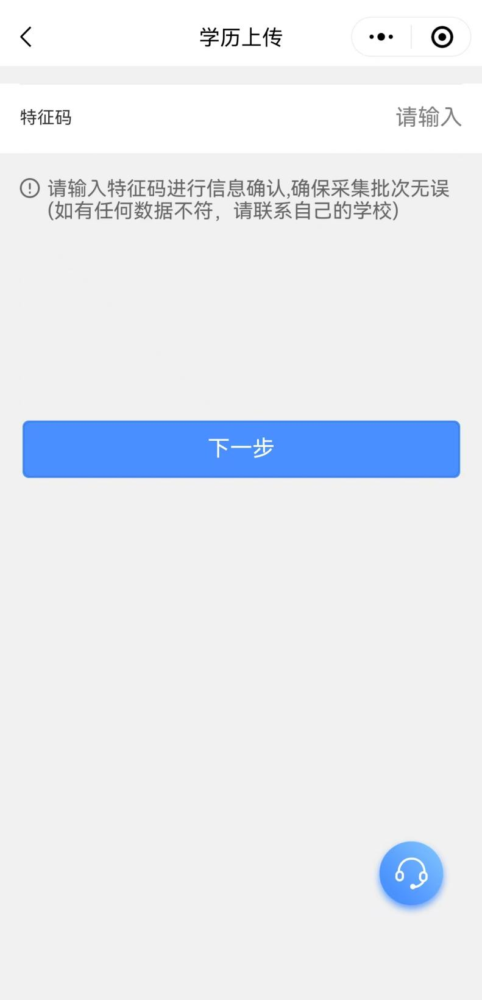 学历上传
特征码
请输入
请输入特征码进行信息确认,确保采集批次无误
(如有任何数据不符，请联系自己的学校)
下一步